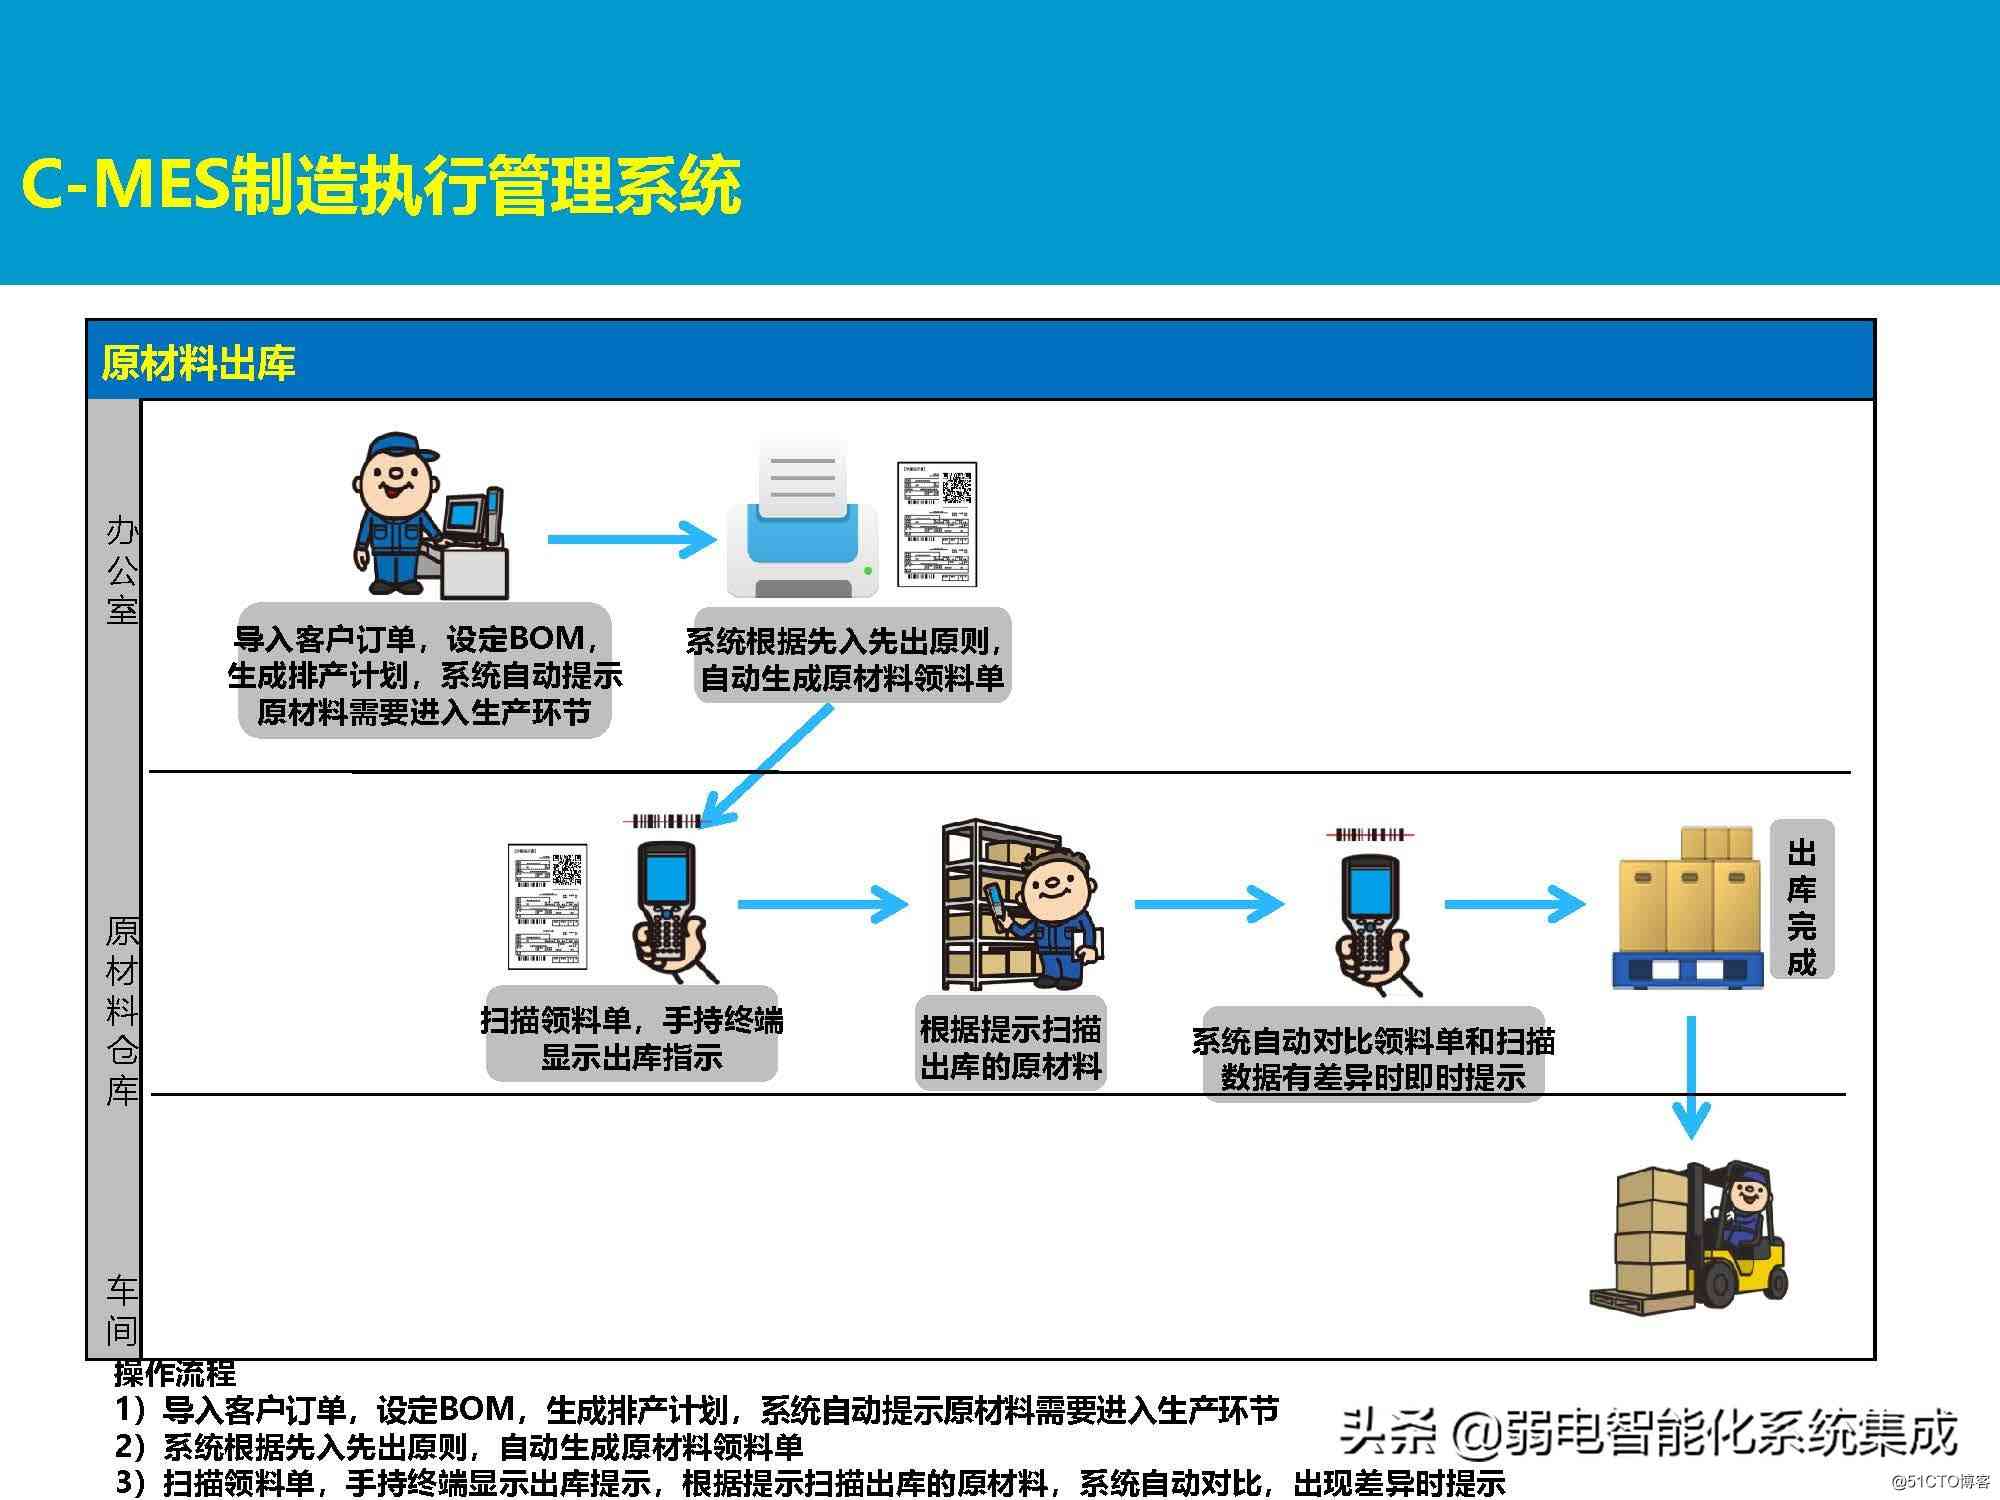 C-MES制造执行管理系统
原材料出库
办公室
导入客户订单，设定BOM，
生成排产计划，系统自动提示
原材料需要进入生产环节
系统根据先入先出原则，
自动生成原材料领料单
原材料仓库
扫描领料单，手持终端
显示出库指示
根据提示扫描
出库的原材料
系统自动对比领料单和扫描
数据有差异时即时提示
出库完成
车间
操作流程
1）导入客户订单，设定BOM，生成排产计划，系统自动提示原材料需要进入生产环节
2）系统根据先入先出原则，自动生成原材料领料单
3）扫描领料单，手持终端显示出库提示，根据提示扫描出库的原材料，系统自动对比，出现差异时提示
头条 @弱电智能化系统集成
@51CTO博客